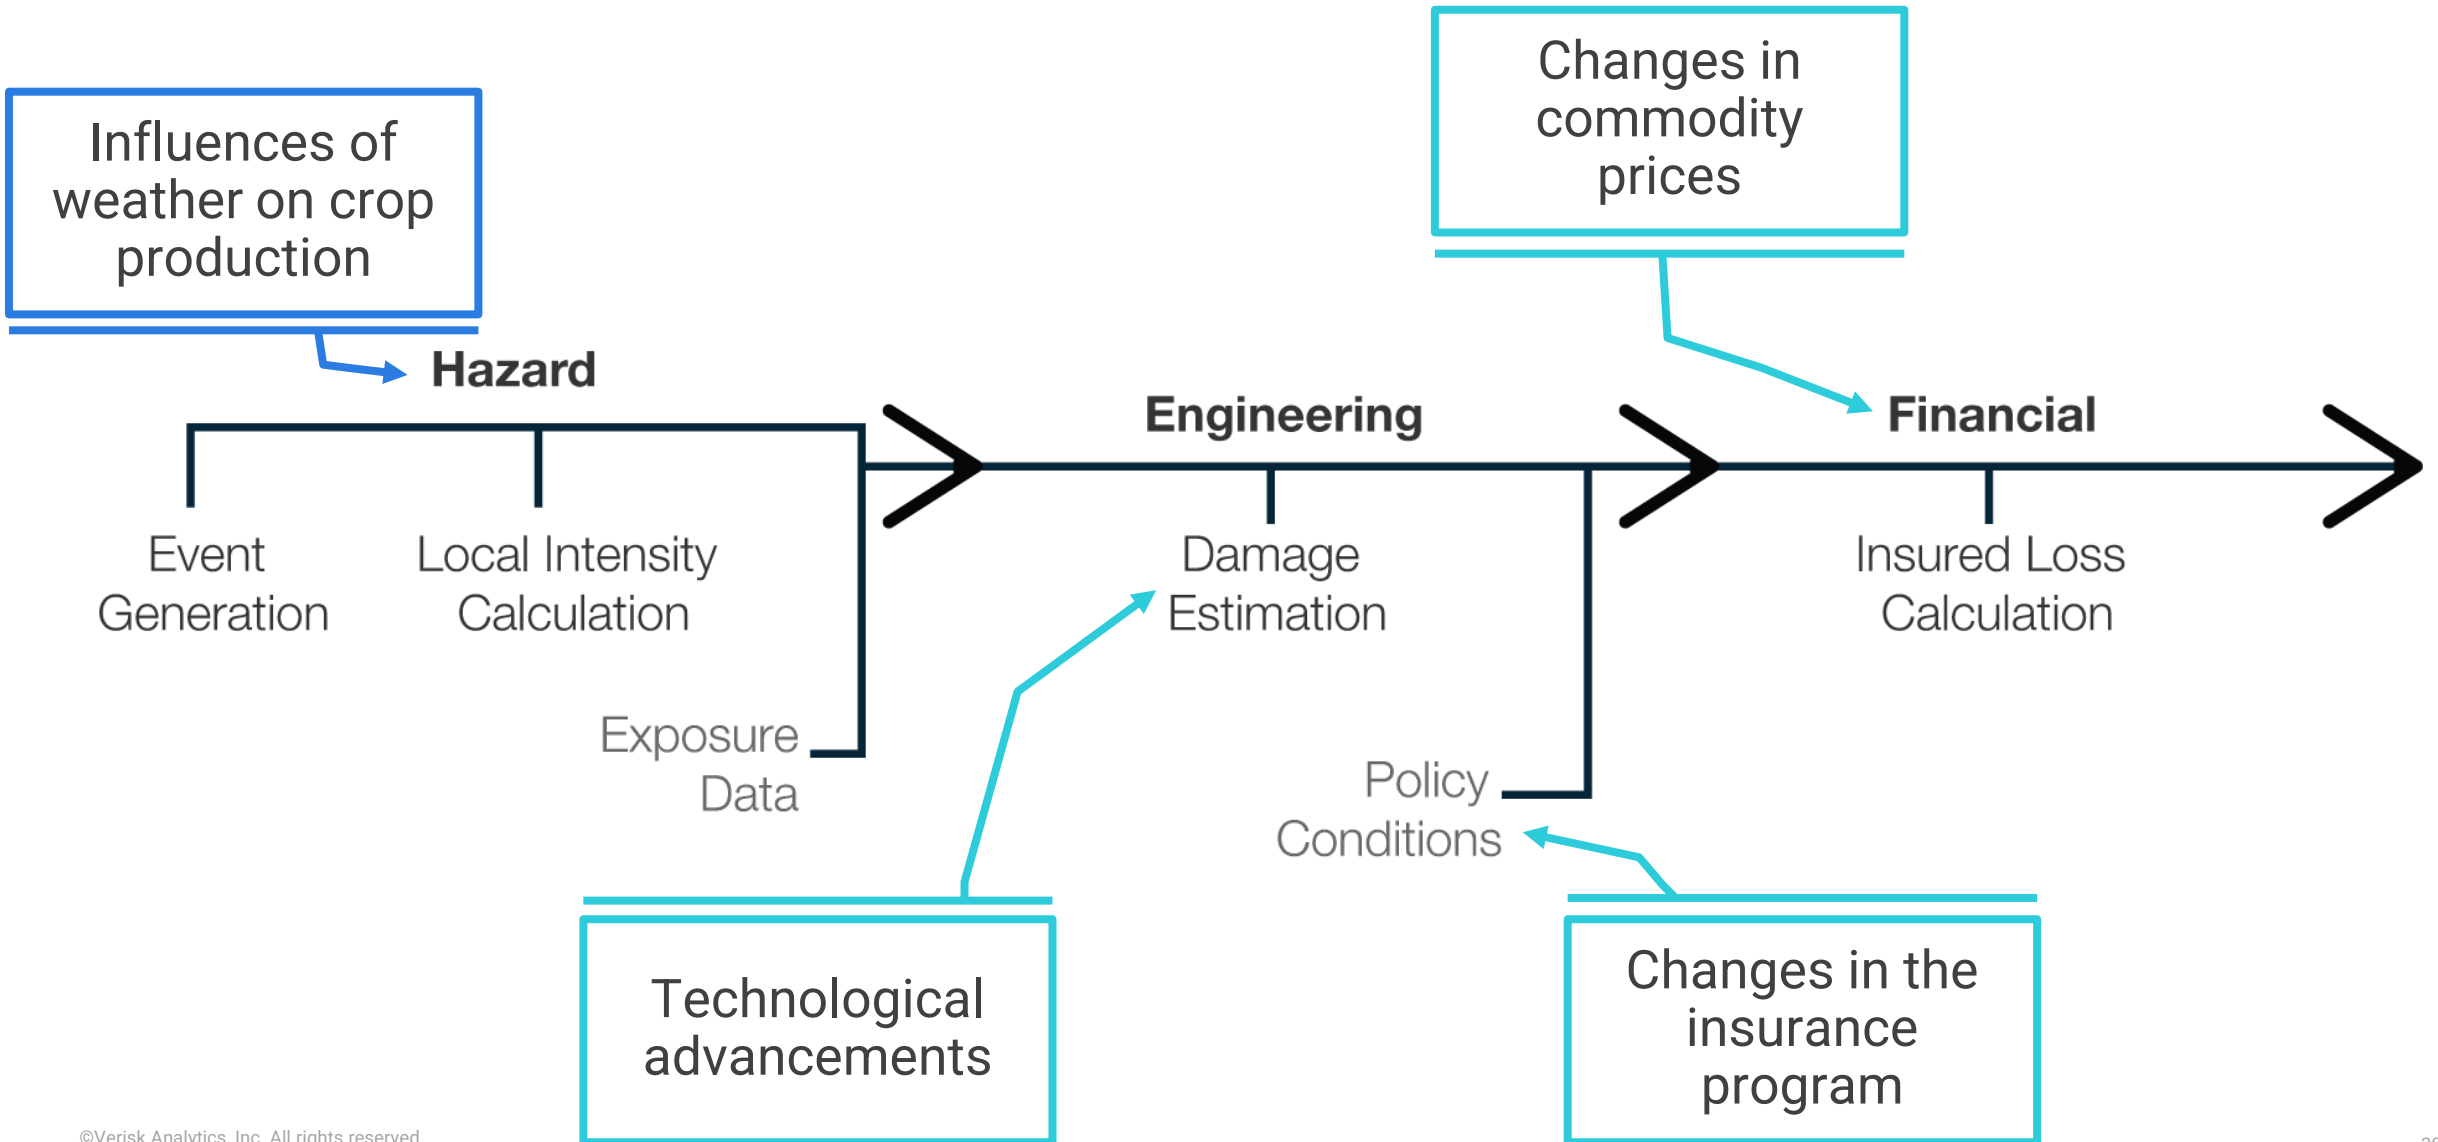 Changes in
commodity
prices
Influences of
weather on crop
production
Hazard
Engineering
Financial
Event
Generation
Local Intensity
Calculation
Damage
Estimation
Insured Loss
Calculation
Exposure
Data
Policy
Conditions
Technological
advancements
Changes in the
insurance
program
©Verisk Analytics, Inc. All rights reserved